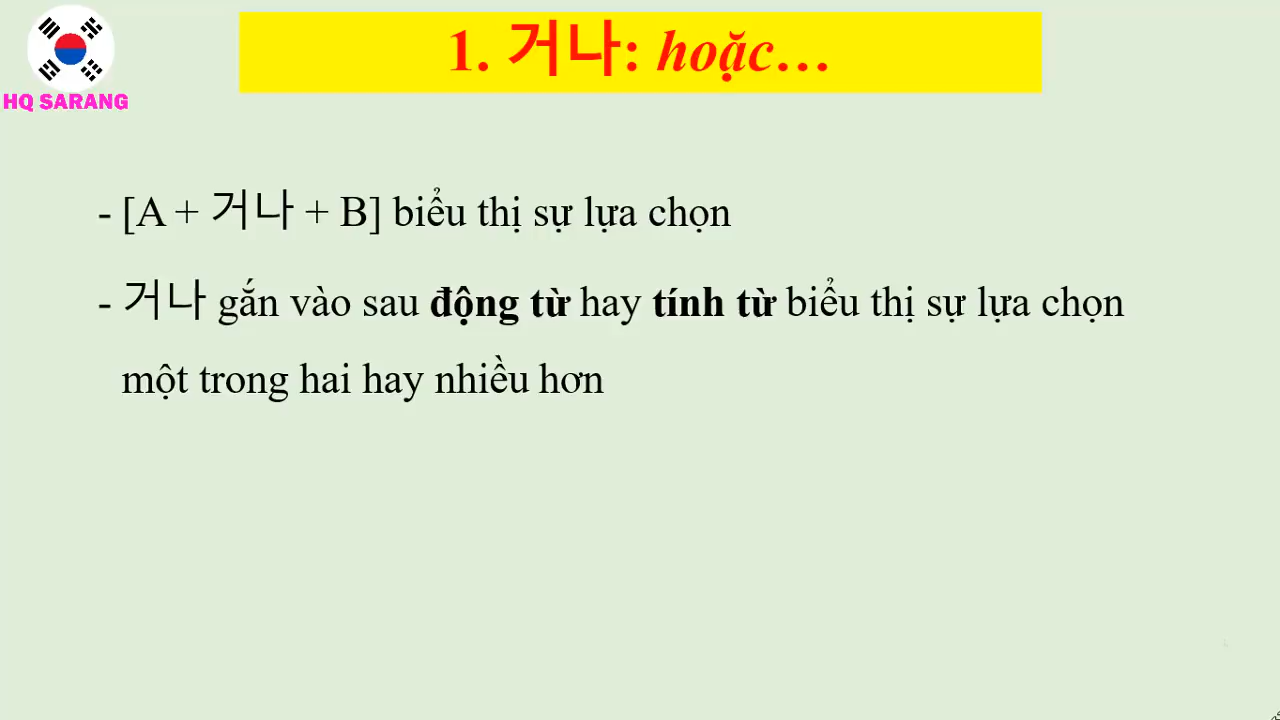 HQ SARANG
1. 거나: hoặc...
- [A + 거나 + B] biểu thị sự lựa chọn
- 거나 gắn vào sau động từ hay tính từ biểu thị sự lựa chọn
một trong hai hay nhiều hơn